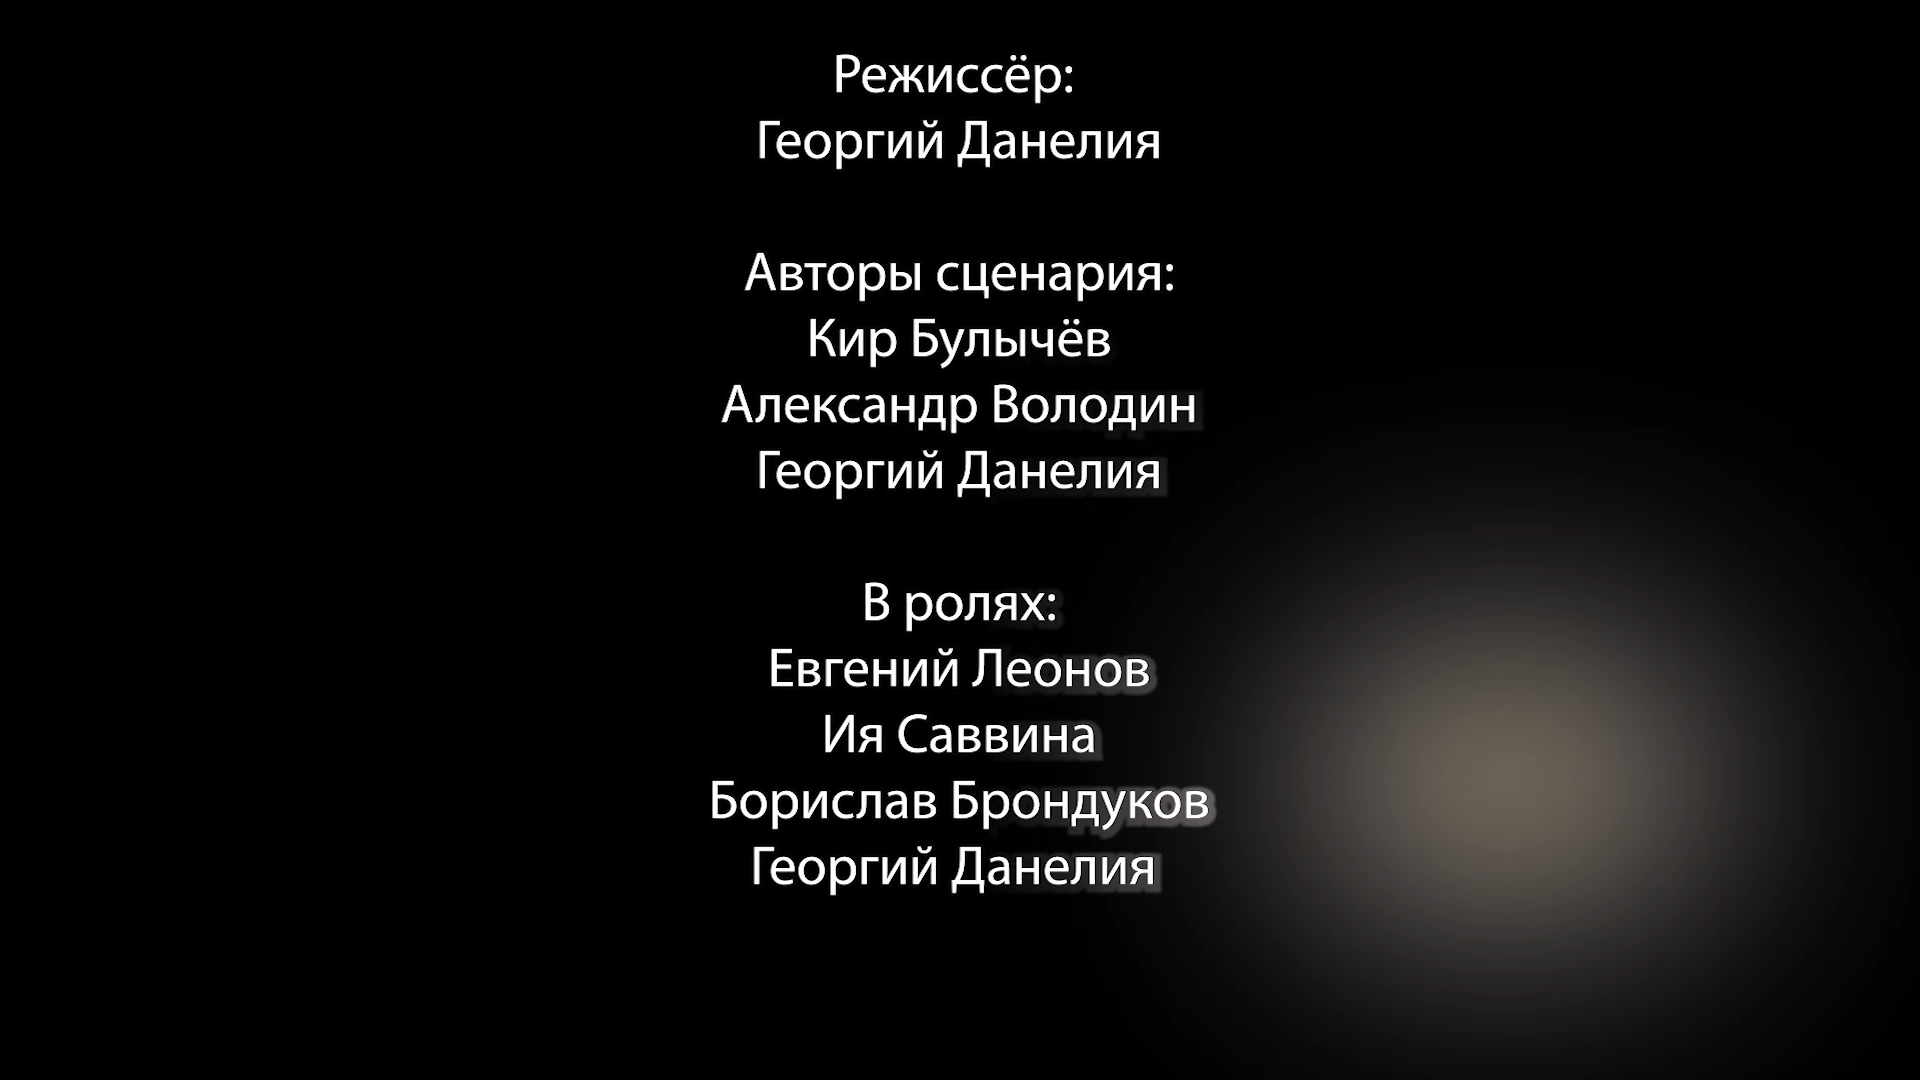 Режиссёр:
Георгий Данелия
Авторы сценария:
Кир Булычёв
Александр Володин
Георгий Данелия
В ролях:
Евгений Леонов
Ия Саввина
Борислав Брондуков
Георгий Данелия